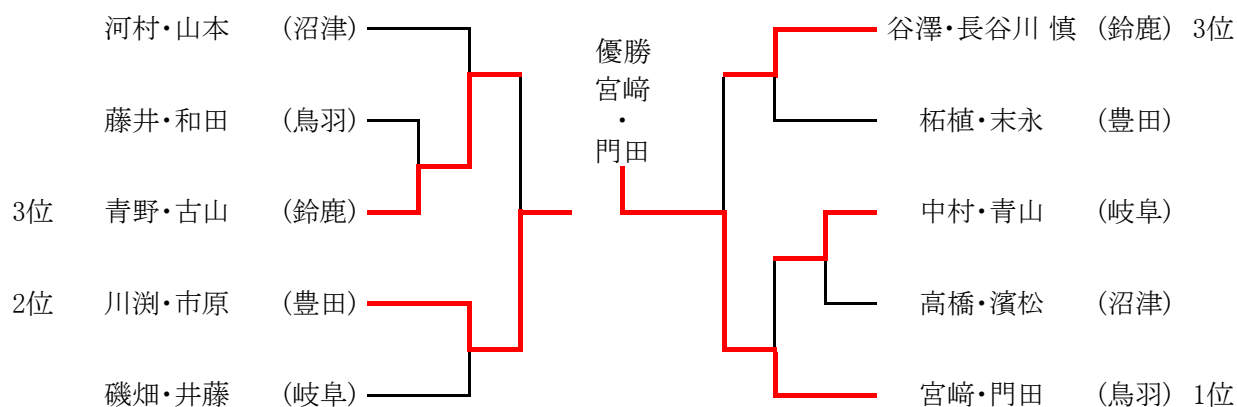 河村・山本 (沼津)
藤井・和田 (鳥羽)
3位 青野・古山 (鈴鹿)
2位 川渕・市原 (豊田)
磯畑・井藤 (岐阜)
優勝
宮﨑
・
門田
谷澤・長谷川 慎 (鈴鹿) 3位
柘植・末永 (豊田)
中村・青山 (岐阜)
高橋・濱松 (沼津)
宮﨑・門田 (鳥羽) 1位